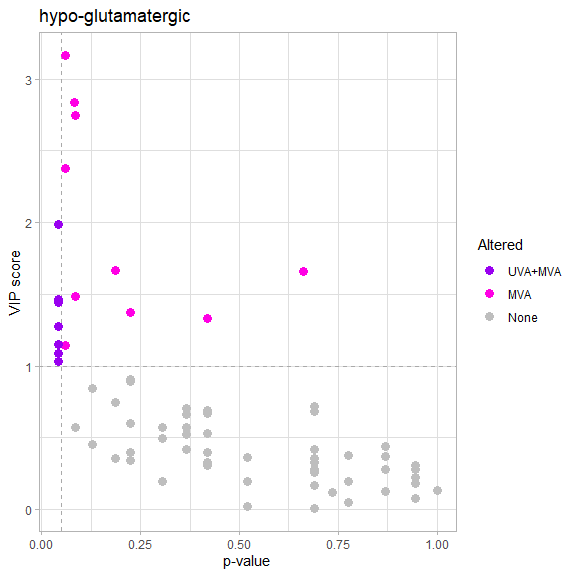 hypo-glutamatergic
VIP score
3
2
1
0
0.00 0.25 0.50 0.75 1.00
p-value
Altered
UVA+MVA
MVA
None